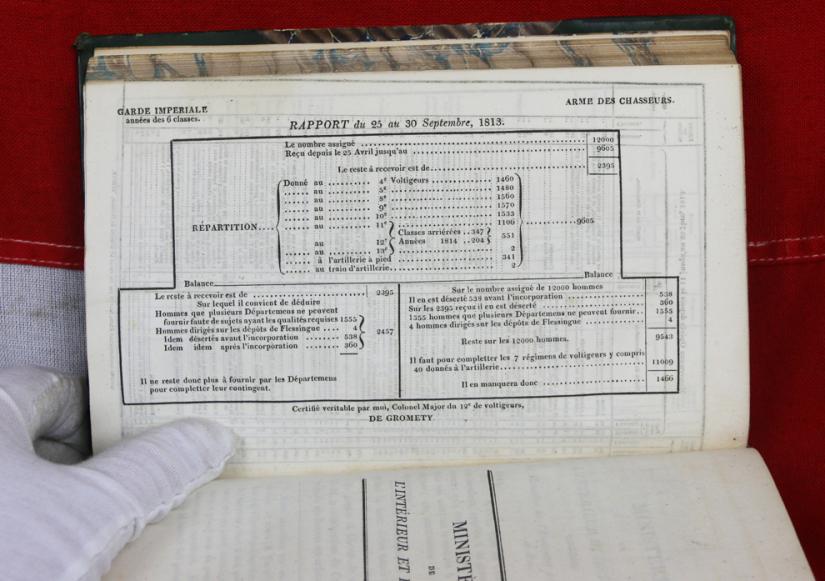 GARDE IMPERIALE
années des 6 classes.
ARME DES CHASSEURS.
RAPPORT du 25 au 30 Septembre, 1813.
Le nombre assigné 12000
Reçu depuis le 25 Avril jusqu'au 9605
Le reste à recevoir est de 2395
RÉPARTITION....
Donné au .......... 4e Voltigeurs 1460
...... au .......... 5e 1480
...... au .......... 8e 1560
...... au .......... 9e 1570
...... au .......... 10e 1533
...... au .......... 11e 1106
Classes arriérées ..347
au 12e Années 1814 ..204 551
...... au .......... 13e 2
...... à l'artillerie à pied 341
...... au train d'artillerie 2
9605
Balance
Balance
Le reste à recevoir est de 2395
Sur lequel il convient de déduire
Hommes que plusieurs Départemens ne peuvent
fournir faute de sujets ayant les qualités requises 1555
Hommes dirigés sur les dépôts de Flessingue .... 4
Idem désertés avant l'incorporation ........ 538
Idem idem après l'incorporation ........ 360
2457
Il ne reste donc plus à fournir par les Départemens
pour completter leur contingent.
Sur le nombre assigné de 12000 hommes
Il en est déserté 538 avant l'incorporation 538
Sur les 2395 reçus il en est déserté 360
1555 hommes que plusieurs Départemens ne peuvent fournir.. 1555
4 hommes dirigés sur les dépôts de Flessingue 4
Reste sur les 12000 hommes. 9543
Il faut pour completter les 7 régimens de voltigeurs y compris
40 donnés à l'artillerie 11009
Il en manquera donc 1466
Certifié veritable par moi, Colonel Major du 12e de voltigeurs,
DE GROMETY
L'INTÉRIEUR ET
DE
MINISTÉ